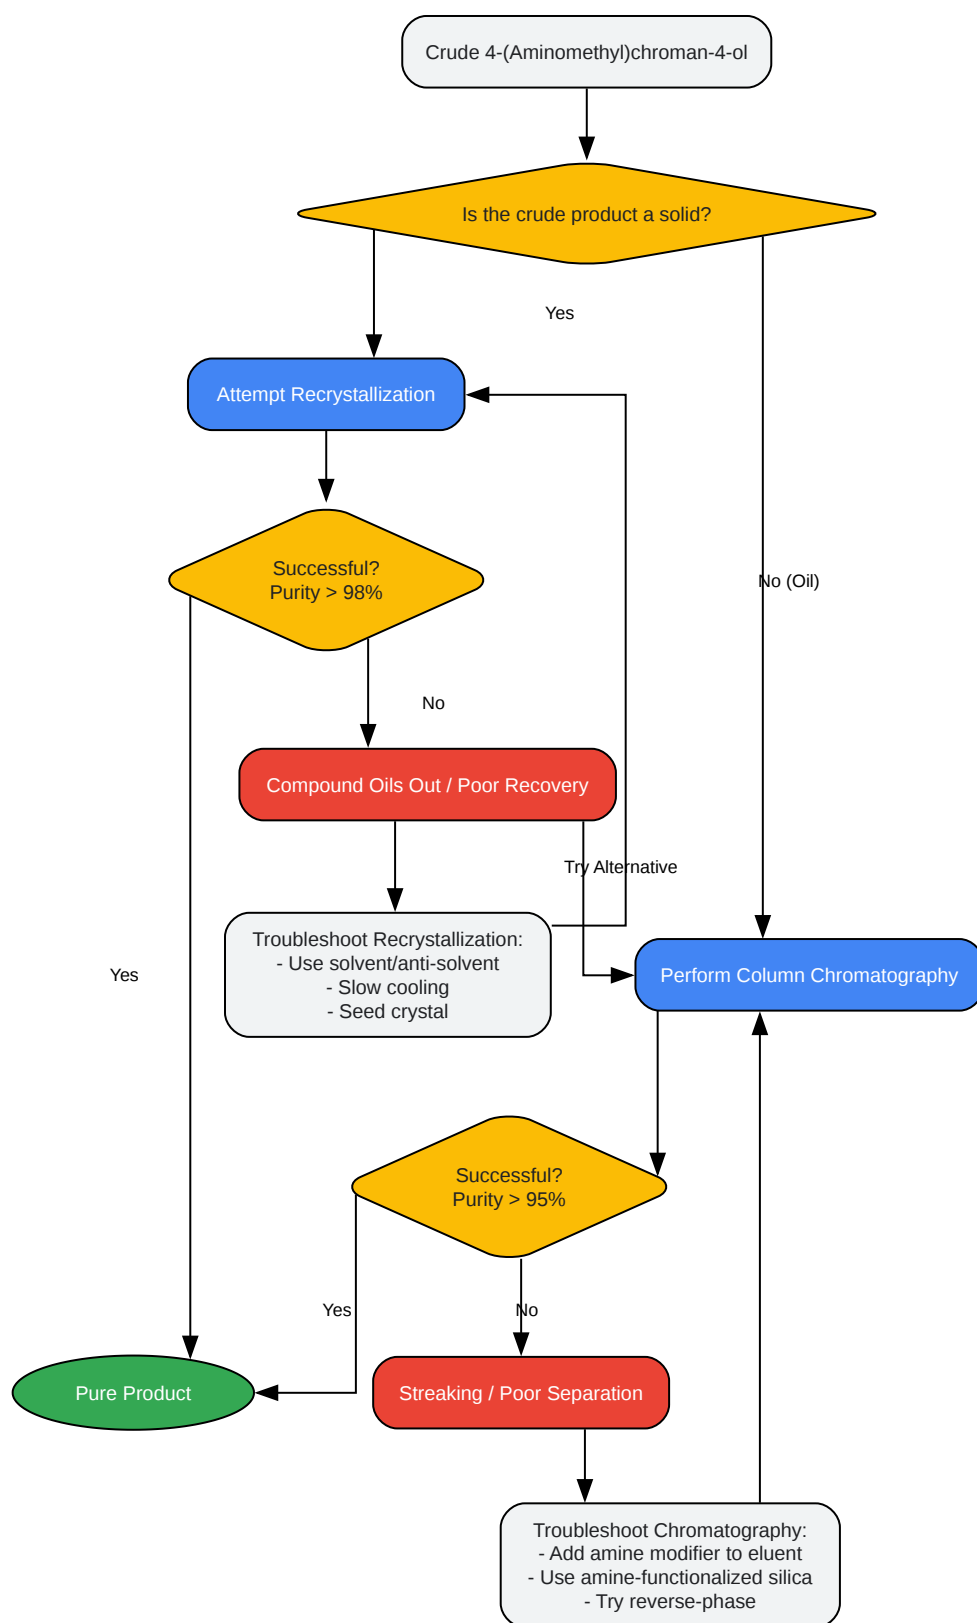 Crude 4-(Aminomethyl)chroman-4-ol
Is the crude product a solid?
Yes
Attempt Recrystallization
Successful?
Purity > 98%
No (Oil)
No
Compound Oils Out / Poor Recovery
Try Alternative
Troubleshoot Recrystallization:
- Use solvent/anti-solvent
- Slow cooling
- Seed crystal
Yes
Perform Column Chromatography
Successful?
Purity > 95%
Yes
No
Pure Product
Streaking / Poor Separation
Troubleshoot Chromatography:
- Add amine modifier to eluent
- Use amine-functionalized silica
- Try reverse-phase